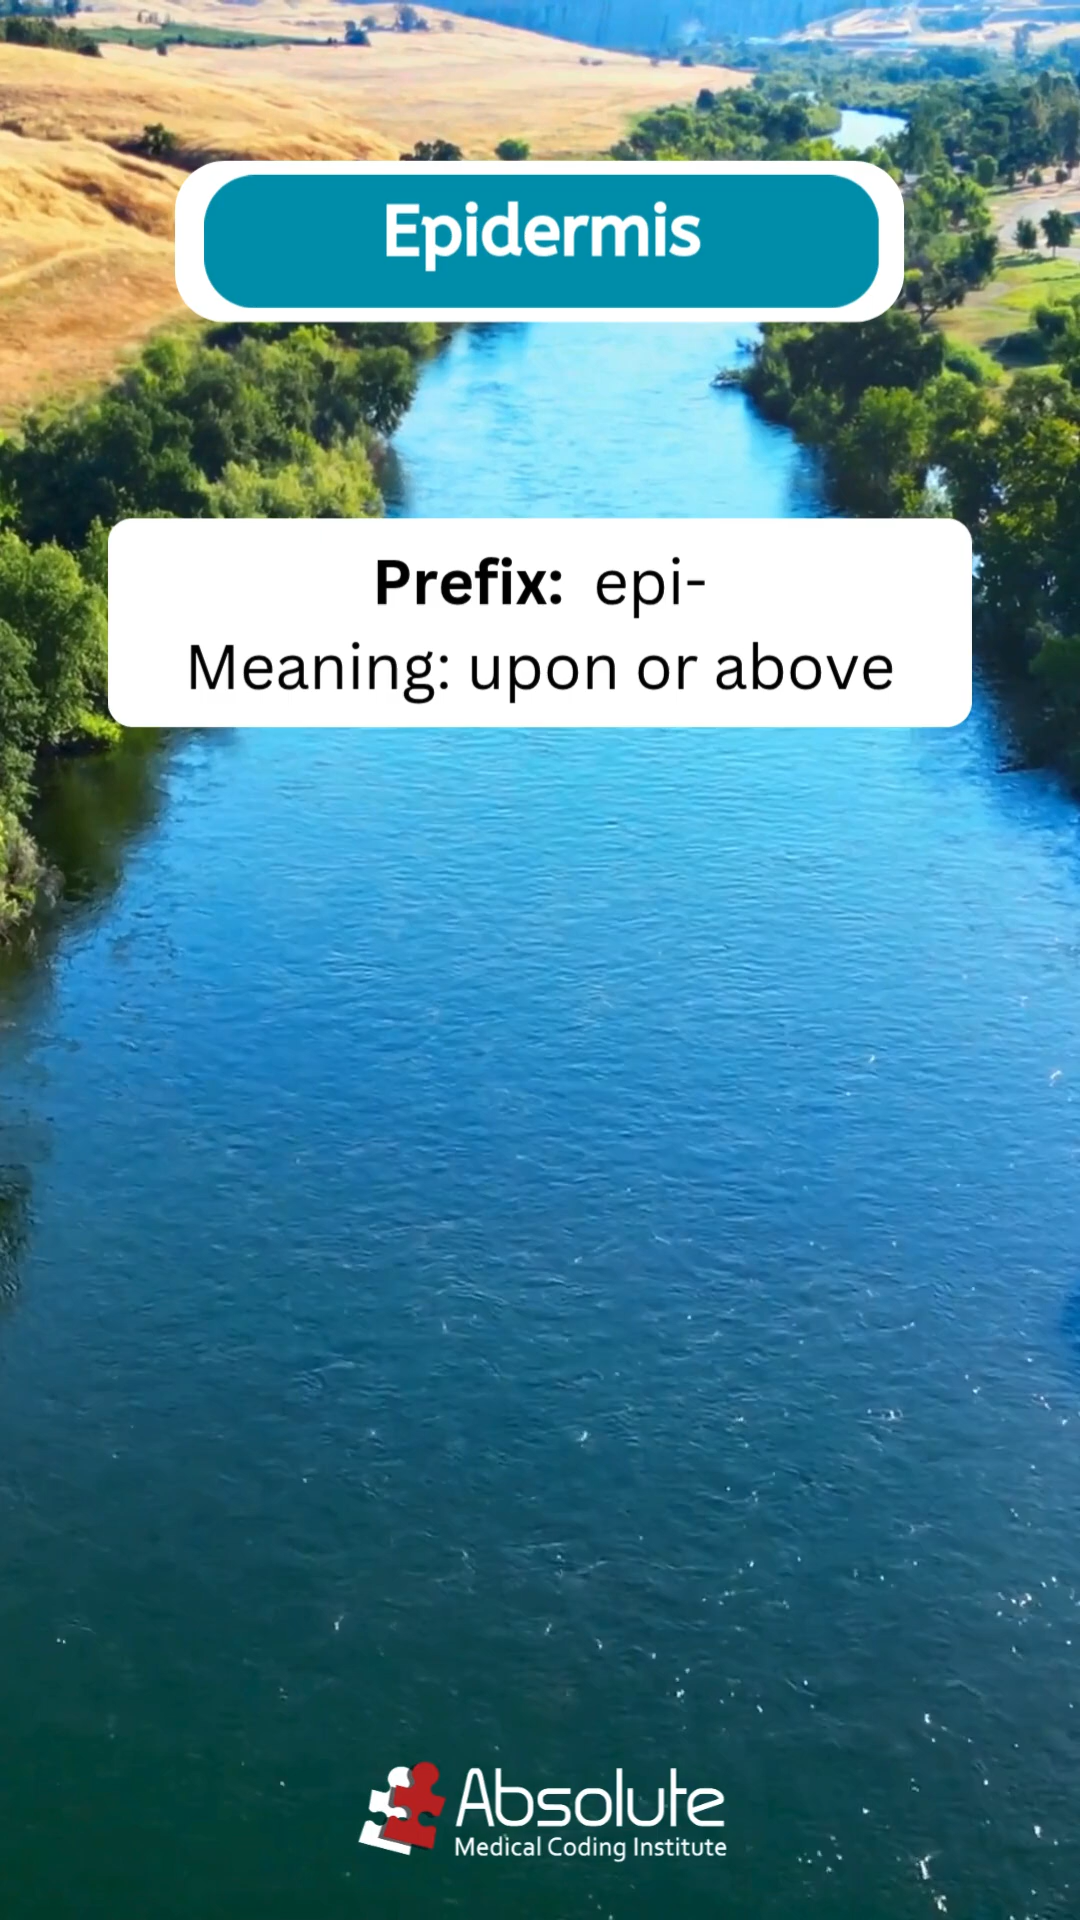 Epidermis
Prefix: epi-
Meaning: upon or above
Absolute
Medical Coding Institute